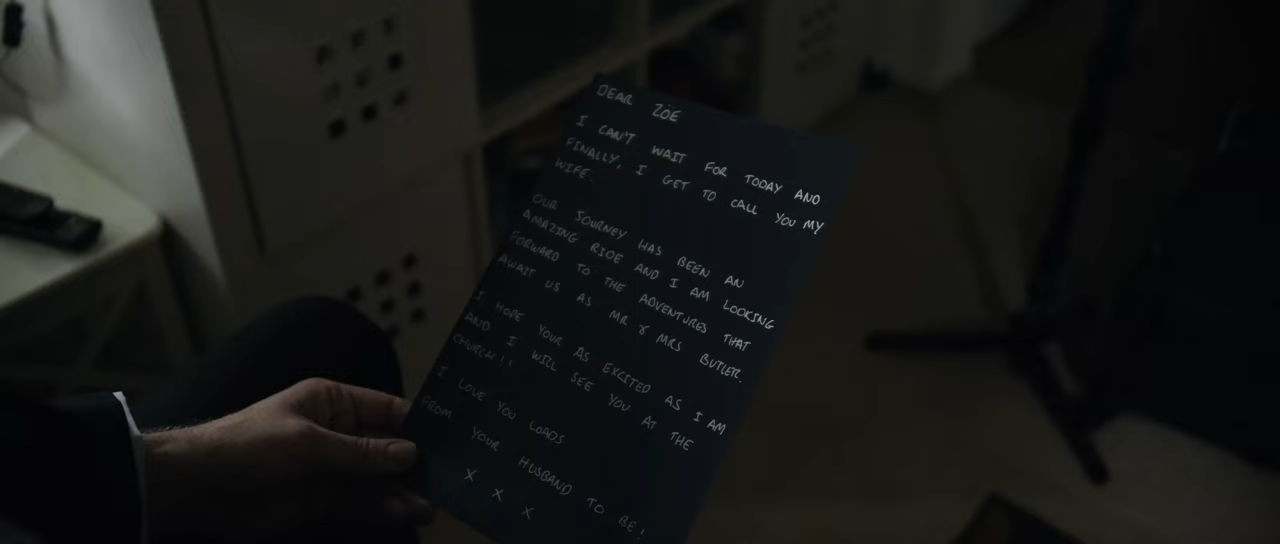 DEAR ZÖE
I CAN'T WAIT FOR TODAY AND
FINALLY, I GET TO CALL YOU MY
WIFE.
OUR JOURNEY HAS BEEN AN
AMAZING RIDE AND I AM LOOKING
FORWARD TO THE ADVENTURES THAT
AWAIT US AS MR & MRS BUTLER.
I HOPE YOUR AS EXCITED AS I AM
AND I WILL SEE YOU AT THE
CHURCH!!
I LOVE YOU LOADS
FROM YOUR HUSBAND TO BE!
X X X